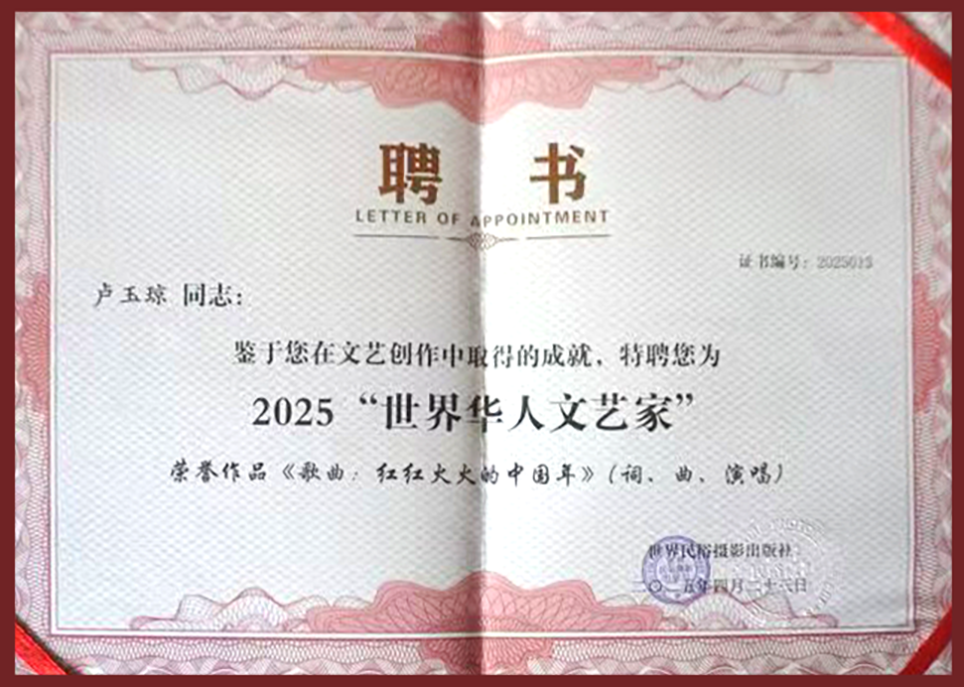 聘 书
LETTER OF APPOINTMENT
证书编号：2025013
卢玉琼 同志：
鉴于您在文艺创作中取得的成就，特聘您为
2025“世界华人文艺家”
荣誉作品《歌曲：红红火火的中国年》（词、曲、演唱）
世界民俗摄影出版社
二〇二五年四月二十六日